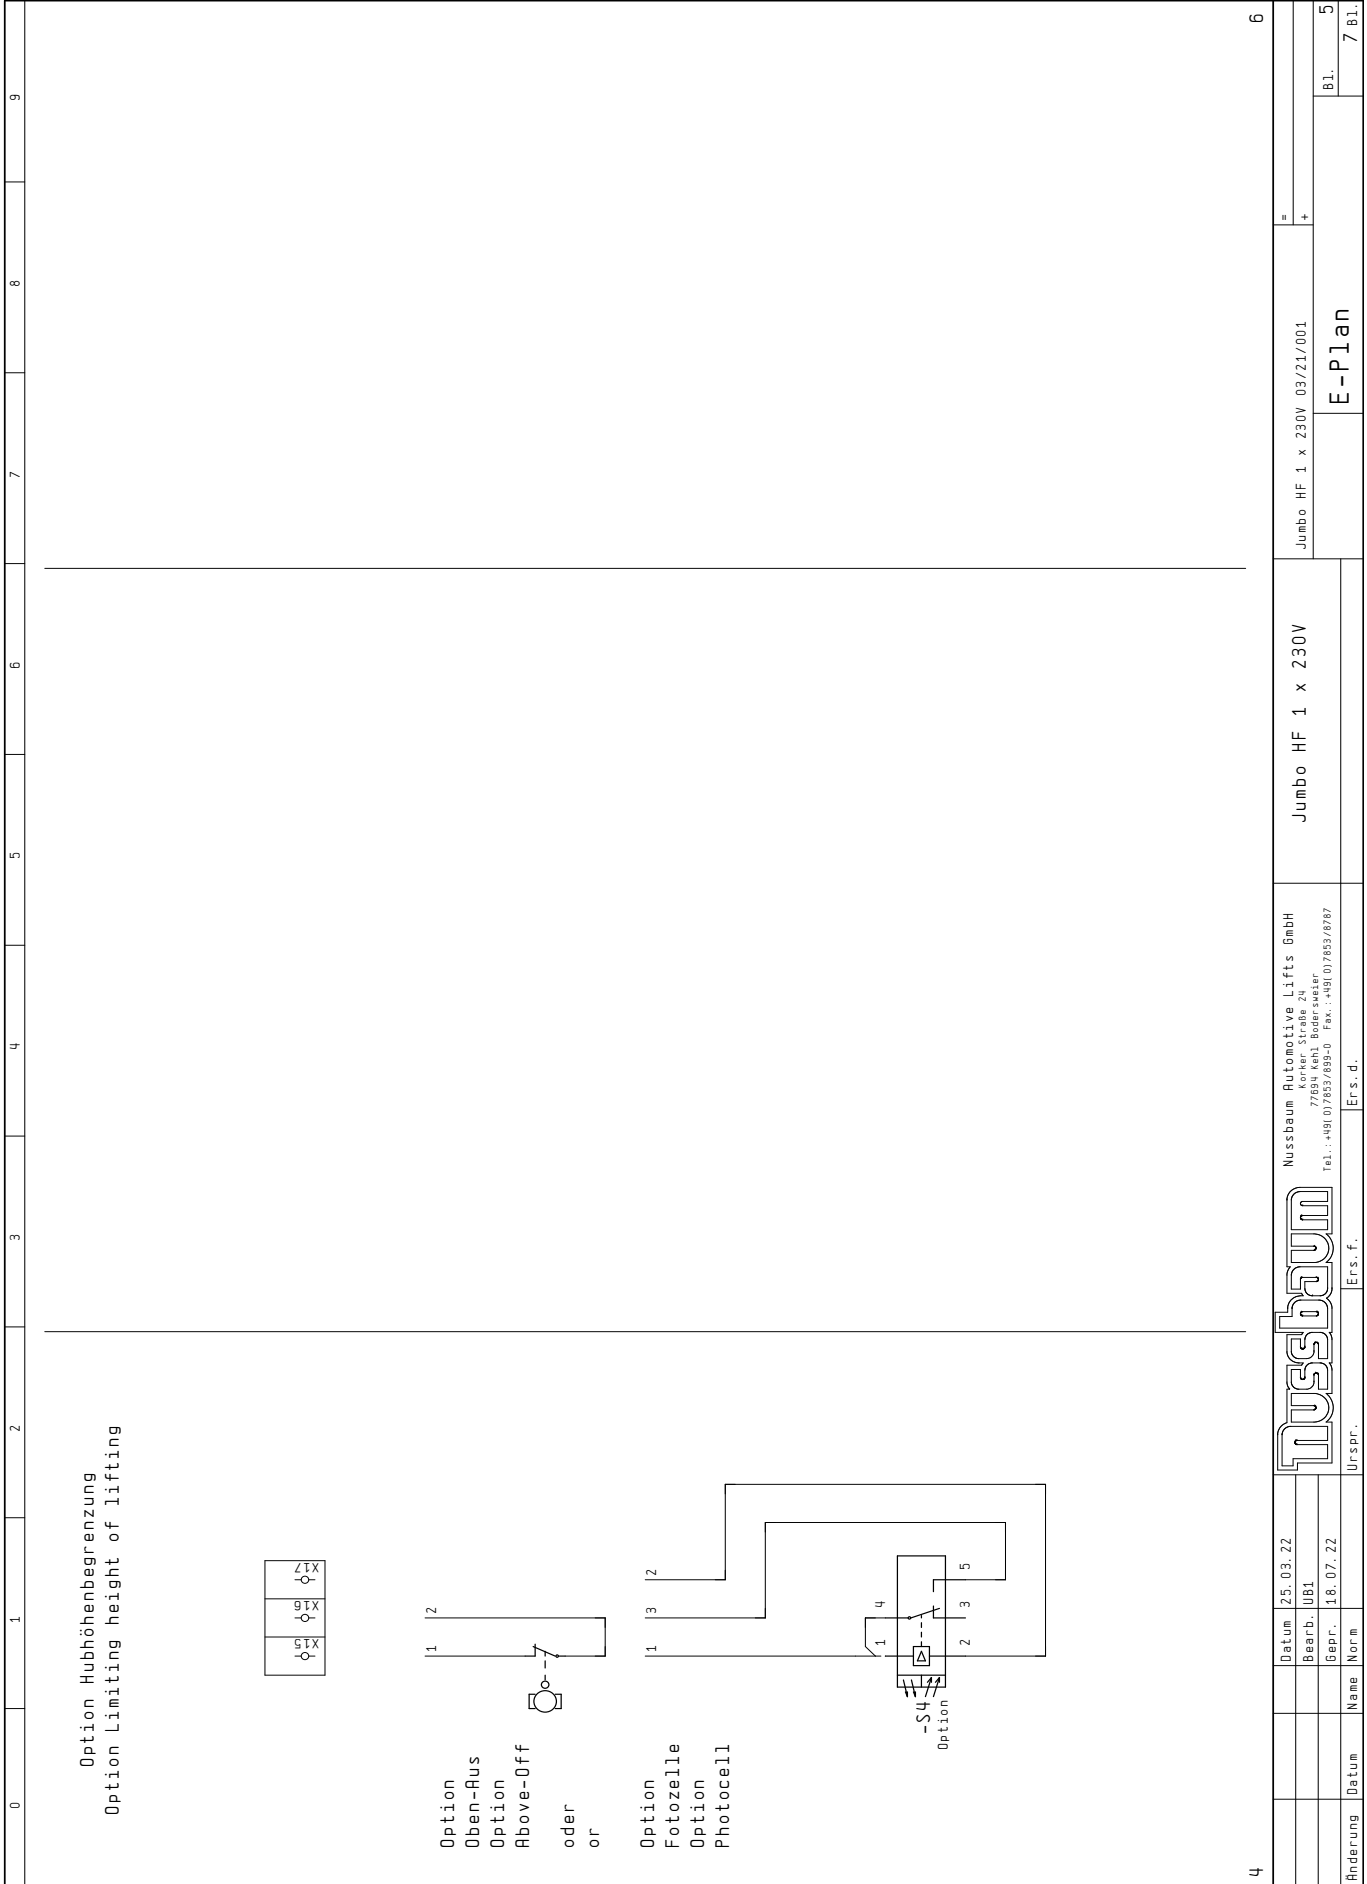 0 1 2 3 4 5 6 7 8 9
Option Hubhöhenbegrenzung
Option Limiting height of lifting
X15 X16 X17
Option
Oben-Aus
Option
Above-Off
1 2
oder
or
Option
Fotozelle
Option
Photocell
1 3 2
1 4
-S4
Option
2 3 5
4
6
Änderung Datum Name
Datum 25.03.22
Bearb. UB1
Gepr. 18.07.22
Norm
nussbaum
Nussbaum Automotive Lifts GmbH
Korker Straße 24
77694 Kehl Bodersweier
Tel.: +49(0)7853/899-0 Fax.: +49(0)7853/8787
Urspr. Ers.f. Ers.d.
Jumbo HF 1 x 230V
Jumbo HF 1 x 230V 03/21/001
=
+
E-Plan
Bl. 5
7 Bl.